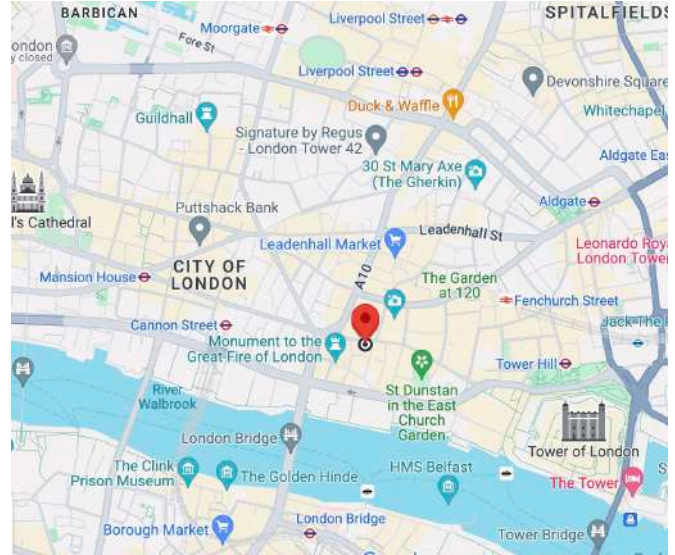 BARBICAN
Liverpool Street
SPITALFIELDS
Moorgate
Fore St
ondon
y closed
Liverpool Street
Devonshire Square
Duck & Waffle
Whitechapel
Guildhall
Signature by Regus
- London Tower 42
Aldgate Eas
30 St Mary Axe
(The Gherkin)
Aldgate
l's Cathedral
Puttshack Bank
Leadenhall St
Leadenhall Market
Leonardo Roya
London Tower
CITY OF
LONDON
Mansion House
A10
The Garden
at 120
Fenchurch Street
Cannon Street
Jack The R
Monument to the
Great Fire of London
Tower Hill
River
Walbrook
St Dunstan
in the East
Church
Garden
London Bridge
Tower of London
The Clink
Prison Museum
The Golden Hinde
HMS Belfast
The Tower
Borough Market
London Bridge
Tower Bridge